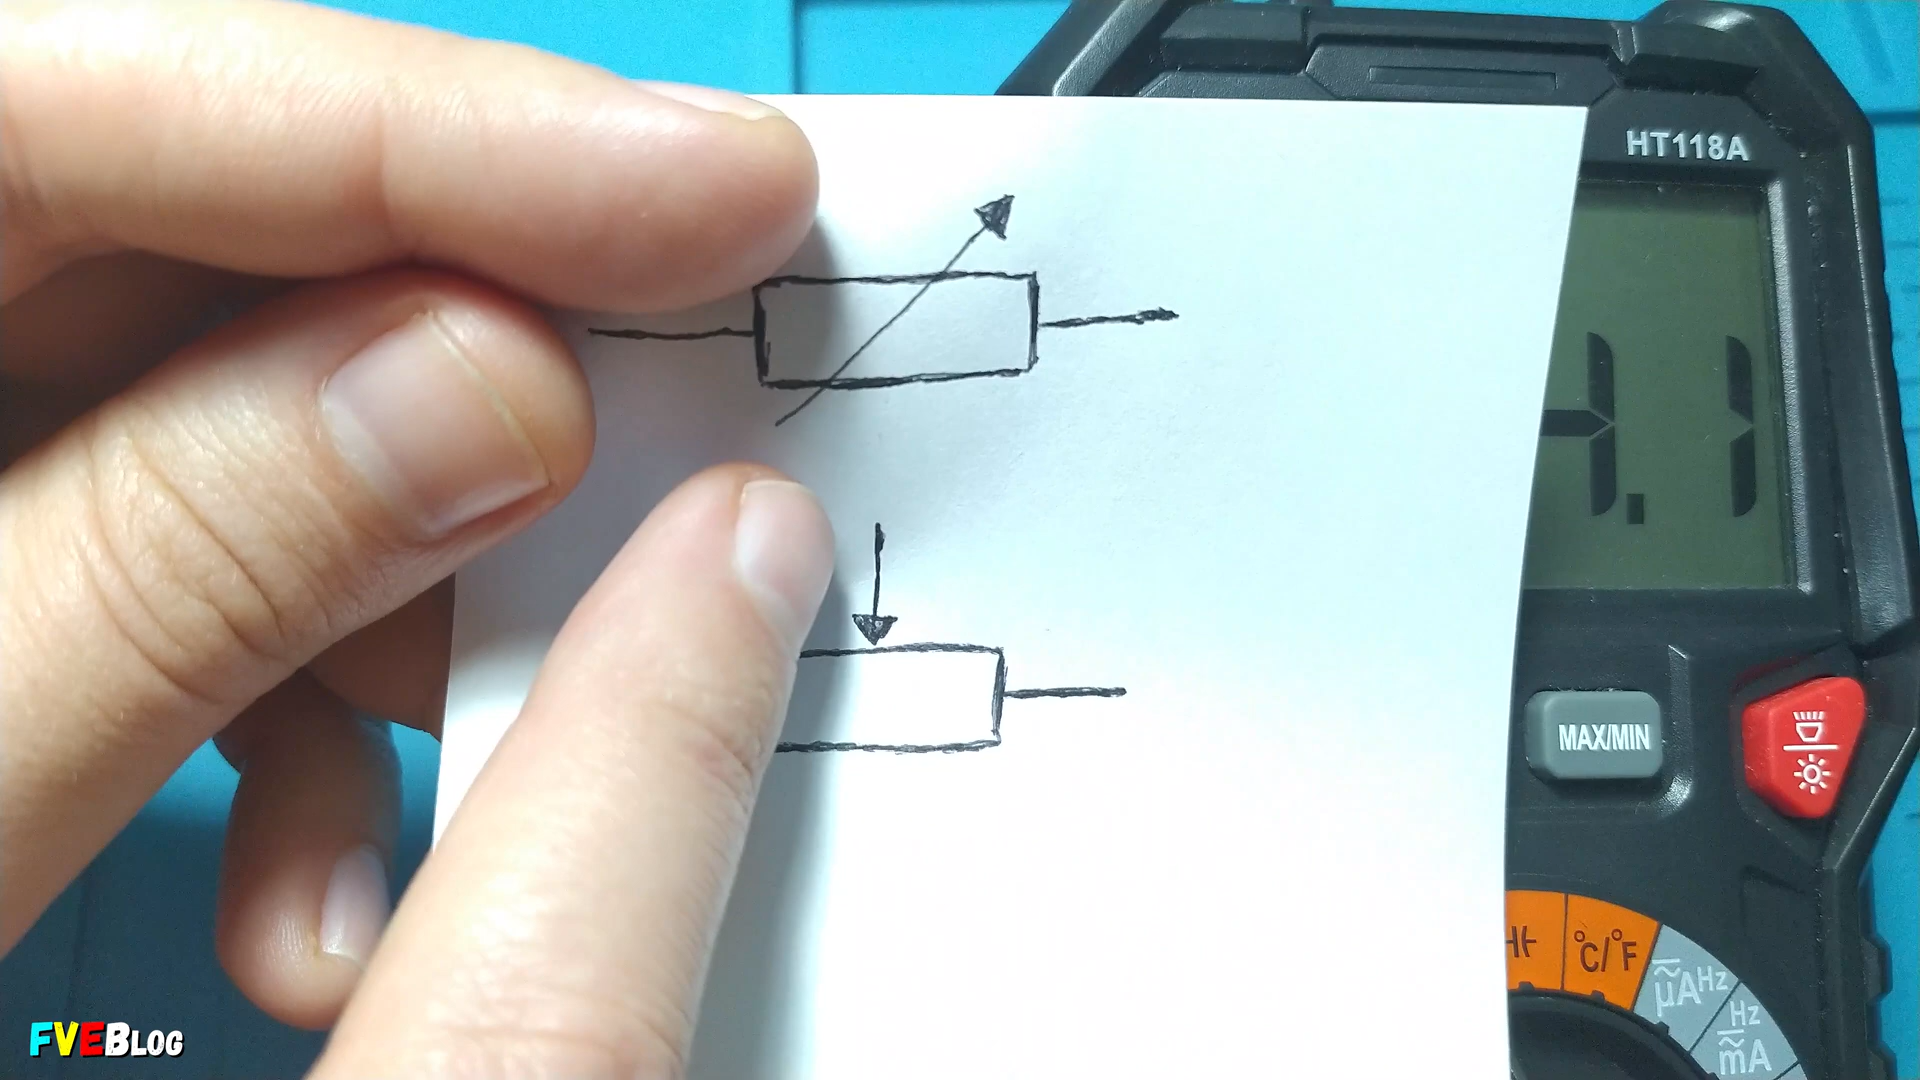 HT118A
MAX/MIN
°C/°F
µA Hz
Hz
mA
FVEBLOG